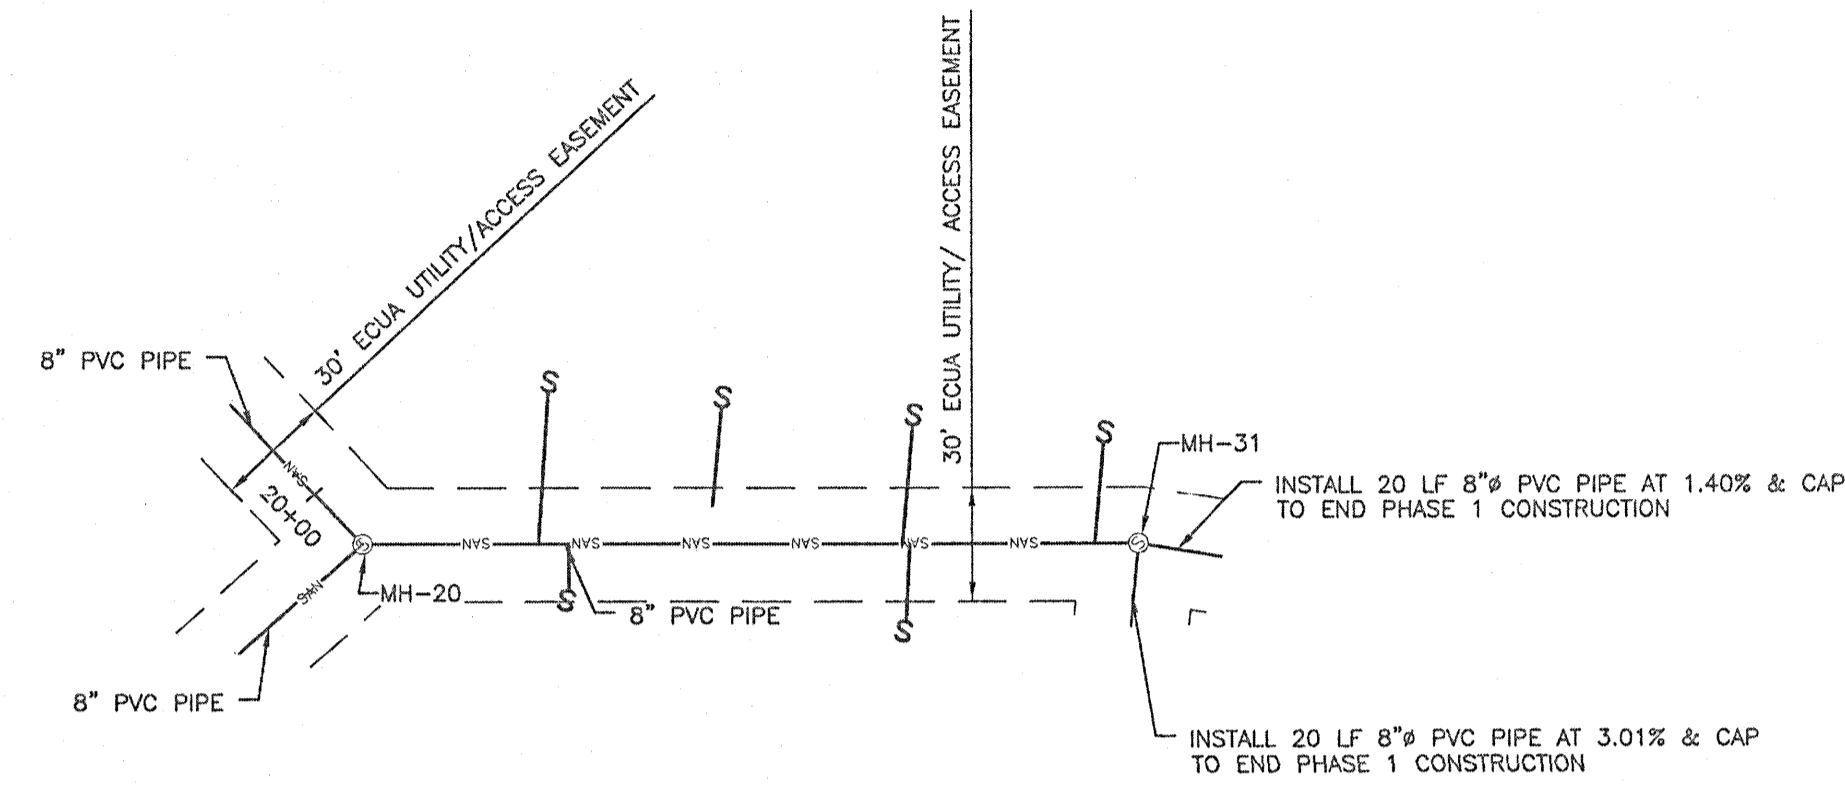 30' ECUA UTILITY/ACCESS EASEMENT
30' ECUA UTILITY/ ACCESS EASEMENT
8" PVC PIPE
S
S
S
S
MH-31
INSTALL 20 LF 8"ø PVC PIPE AT 1.40% & CAP
TO END PHASE 1 CONSTRUCTION
SAN
20+00
S
SAN
SAN
SAN
SAN
SAN
SAN
S
SAN
MH-20
S
8" PVC PIPE
S
8" PVC PIPE
INSTALL 20 LF 8"ø PVC PIPE AT 3.01% & CAP
TO END PHASE 1 CONSTRUCTION